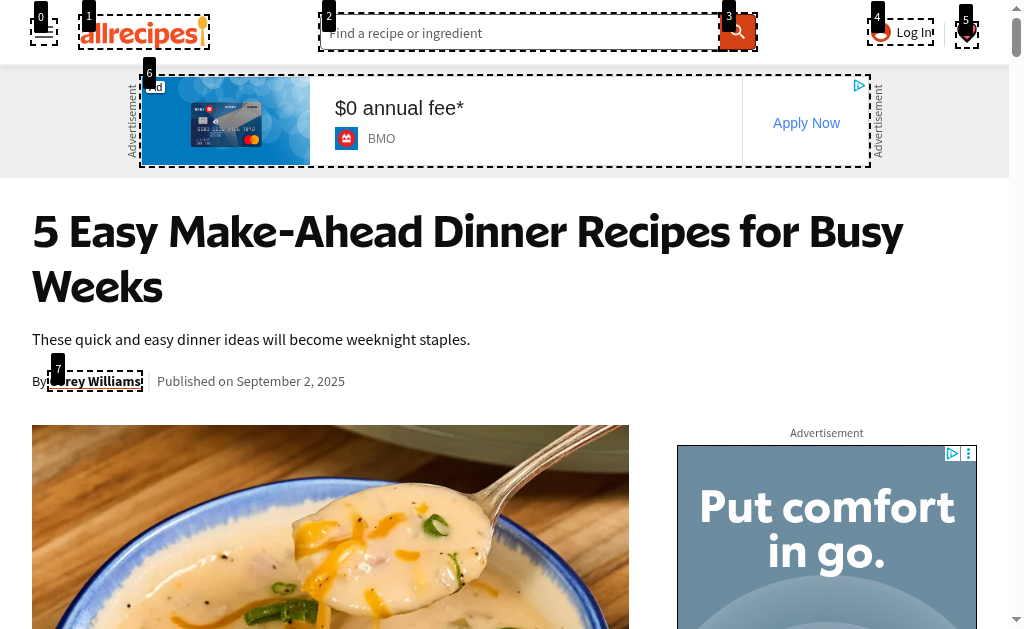 0
1
2
3
4
5
allrecipes
Find a recipe or ingredient
Log In
6
Ad
Advertisement
$0 annual fee*
BMO
Apply Now
Advertisement
5 Easy Make-Ahead Dinner Recipes for Busy
Weeks
These quick and easy dinner ideas will become weeknight staples.
7
By Corey Williams
Published on September 2, 2025
Advertisement
Put comfort
in go.